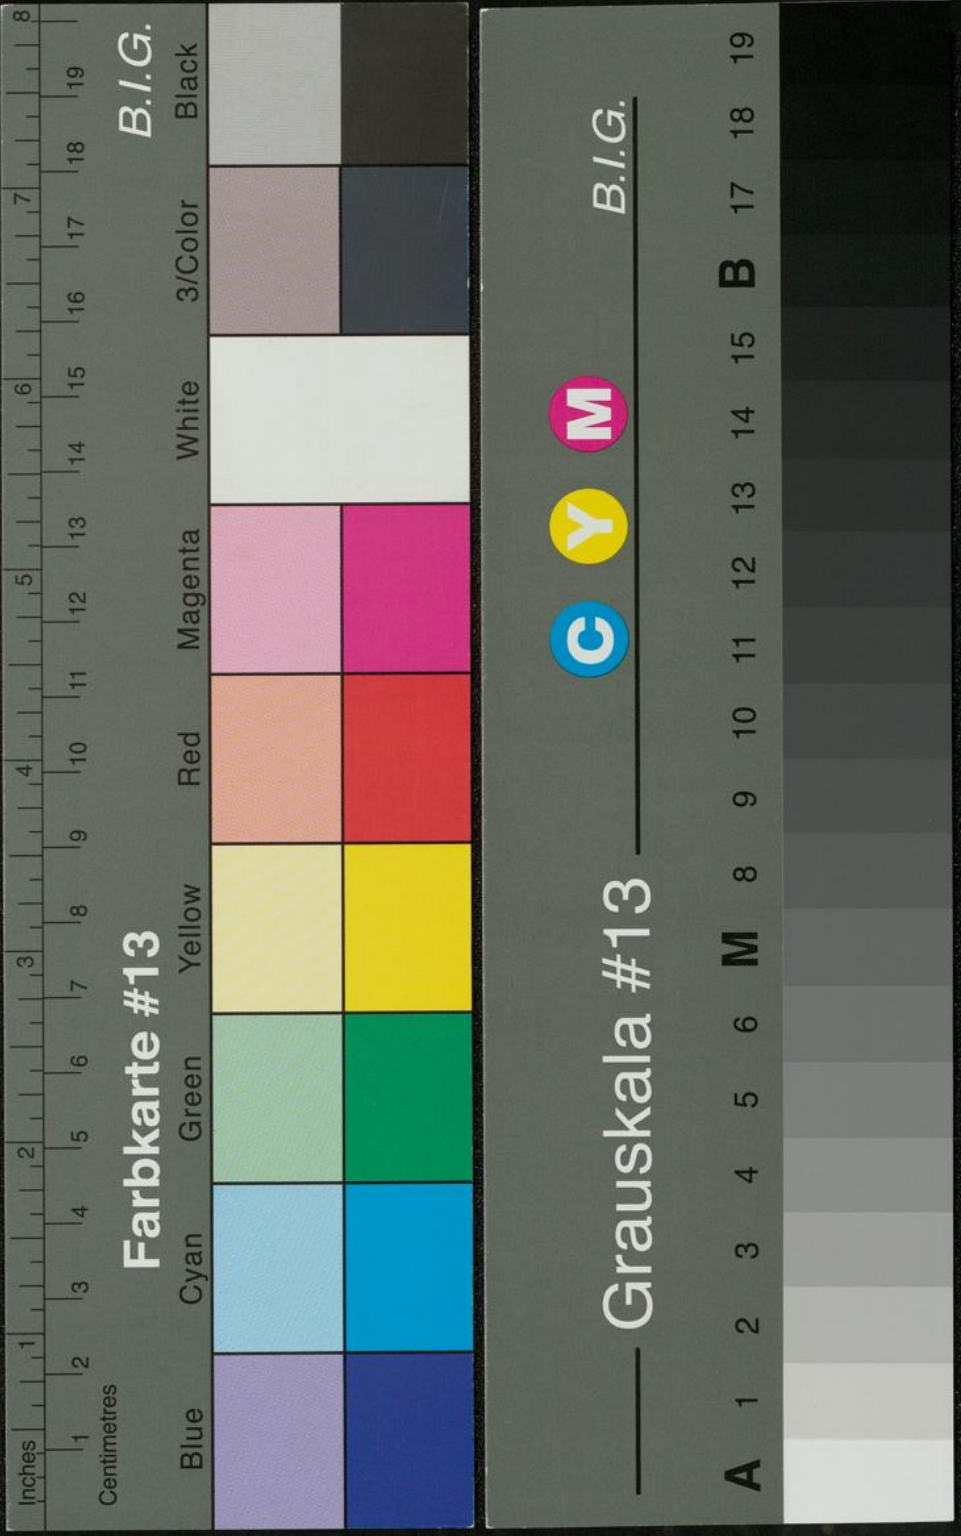 Inches 1 2 3 4 5 6 7 8
1 2 3 4 5 6 7 8 9 10 11 12 13 14 15 16 17 18 19
Centimetres
Farbkarte #13 B.I.G.
Blue Cyan Green Yellow Red Magenta White 3/Color Black
C Y M B.I.G.
Grauskala #13
A 1 2 3 4 5 6 M 8 9 10 11 12 13 14 15 B 17 18 19